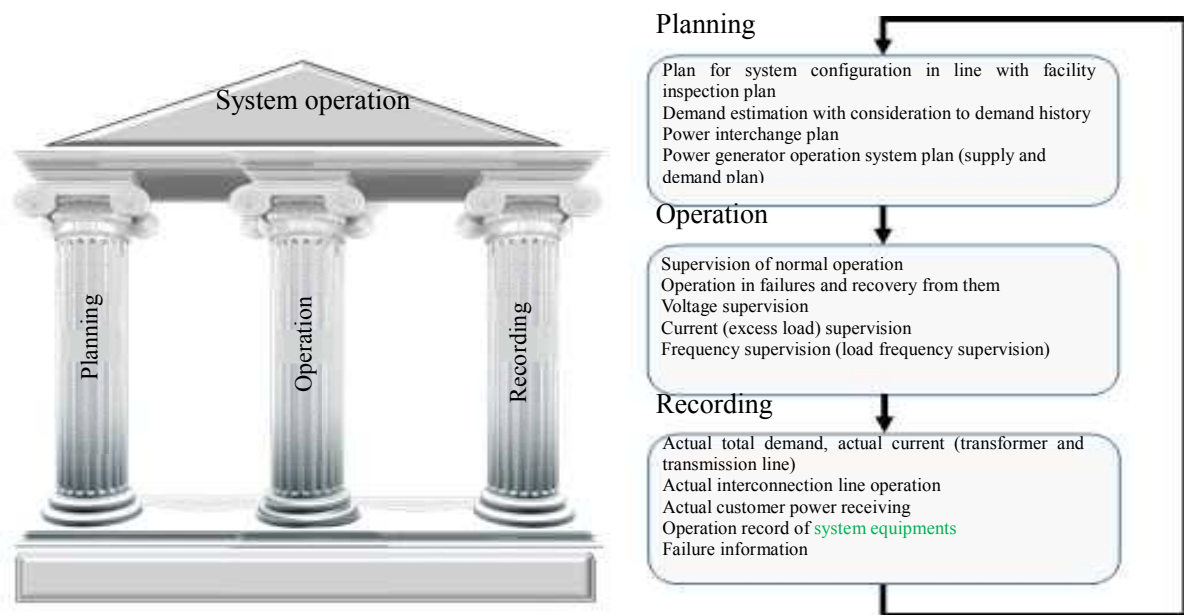 System operation
Planning
Operation
Recording
Planning
Plan for system configuration in line with facility
inspection plan
Demand estimation with consideration to demand history
Power interchange plan
Power generator operation system plan (supply and
demand plan)
Operation
Supervision of normal operation
Operation in failures and recovery from them
Voltage supervision
Current (excess load) supervision
Frequency supervision (load frequency supervision)
Recording
Actual total demand, actual current (transformer and
transmission line)
Actual interconnection line operation
Actual customer power receiving
Operation record of system equipments
Failure information